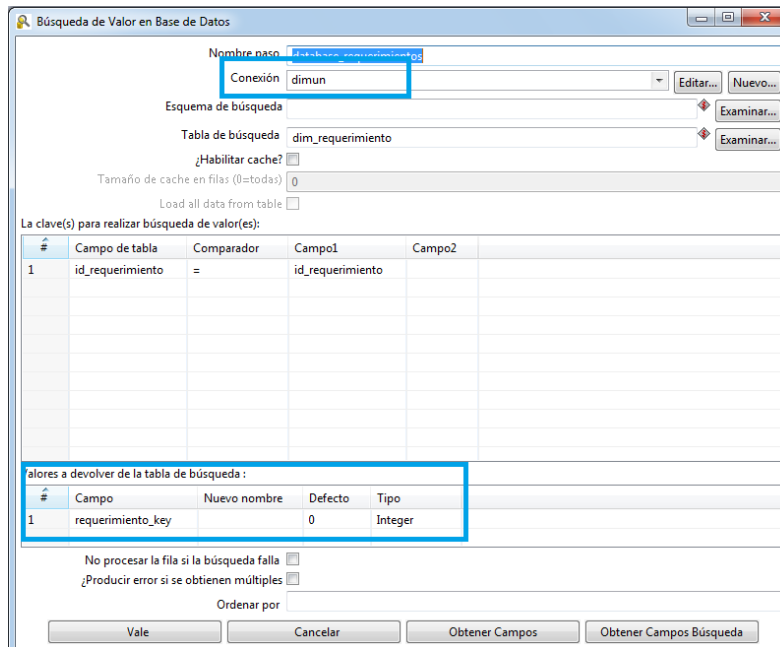 Búsqueda de Valor en Base de Datos
Nombre paso database_requerimientos
Conexión dimun Editar... Nuevo...
Esquema de búsqueda Examinar...
Tabla de búsqueda dim_requerimiento Examinar...
¿Habilitar cache?
Tamaño de cache en filas (0=todas) 0
Load all data from table
La clave(s) para realizar búsqueda de valor(es):
# Campo de tabla Comparador Campo1 Campo2
1 id_requerimiento = id_requerimiento
Valores a devolver de la tabla de búsqueda :
# Campo Nuevo nombre Defecto Tipo
1 requerimiento_key 0 Integer
No procesar la fila si la búsqueda falla
¿Producir error si se obtienen múltiples
Ordenar por
Vale Cancelar Obtener Campos Obtener Campos Búsqueda